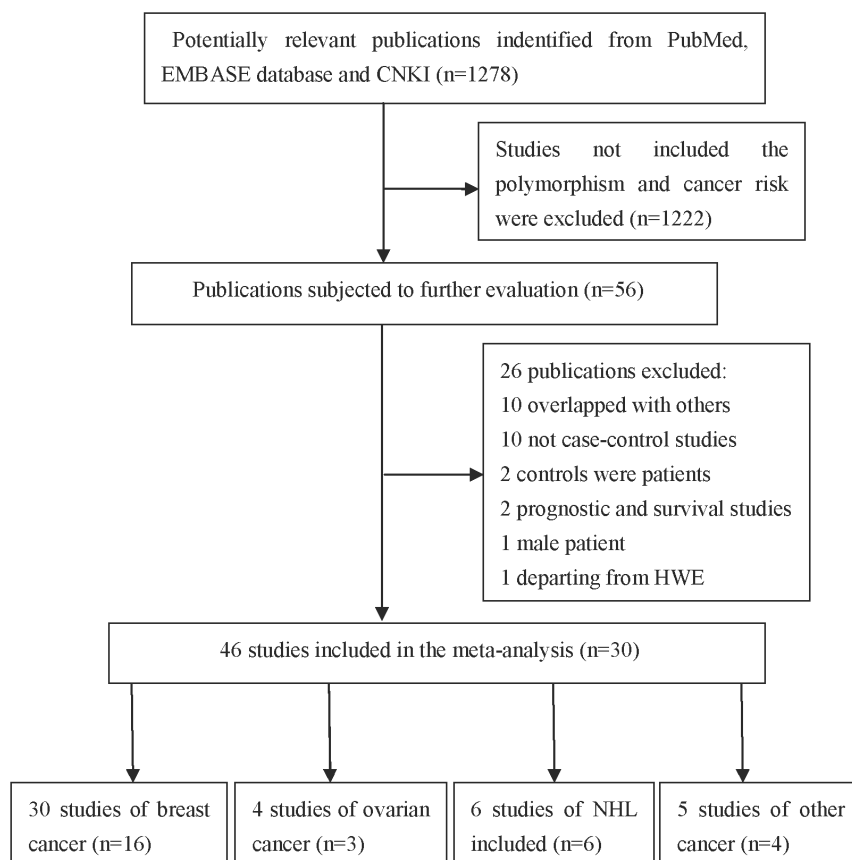 Potentially relevant publications indentified from PubMed,
EMBASE database and CNKI (n=1278)
Studies not included the
polymorphism and cancer risk
were excluded (n=1222)
Publications subjected to further evaluation (n=56)
26 publications excluded:
10 overlapped with others
10 not case-control studies
2 controls were patients
2 prognostic and survival studies
1 male patient
1 departing from HWE
46 studies included in the meta-analysis (n=30)
30 studies of breast
cancer (n=16)
4 studies of ovarian
cancer (n=3)
6 studies of NHL
included (n=6)
5 studies of other
cancer (n=4)